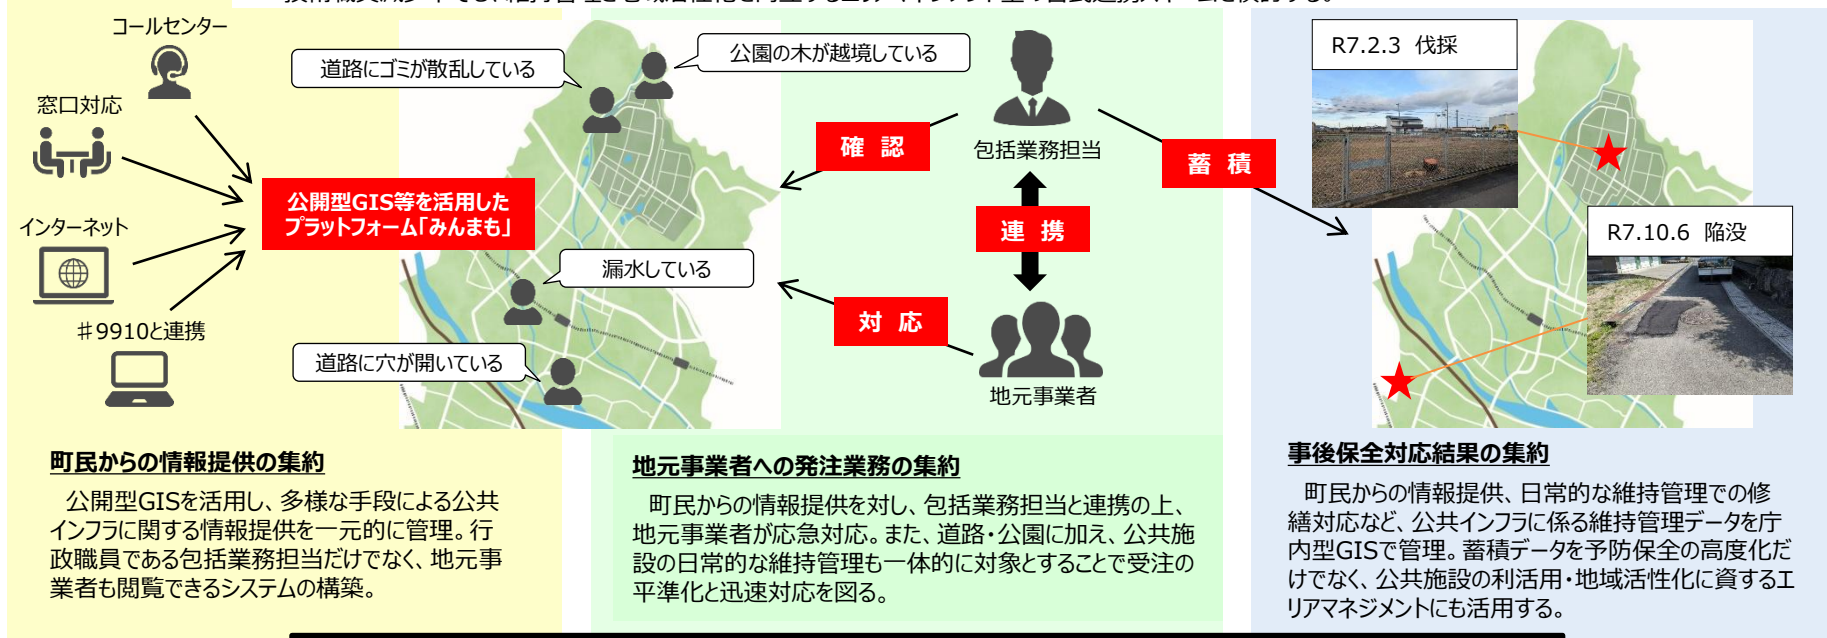 コールセンター
窓口対応
インターネット
#9910と連携
公開型GIS等を活用した
プラットフォーム「みんまも」
道路にゴミが散乱している
公園の木が越境している
漏水している
道路に穴が開いている
確 認
包括業務担当
連 携
対 応
地元事業者
蓄 積
R7.2.3 伐採
R7.10.6 陥没
町民からの情報提供の集約
公開型GISを活用し、多様な手段による公共
インフラに関する情報提供を一元的に管理。行
政職員である包括業務担当だけでなく、地元事
業者も閲覧できるシステムの構築。
地元事業者への発注業務の集約
町民からの情報提供を対し、包括業務担当と連携の上、
地元事業者が応急対応。また、道路・公園に加え、公共施
設の日常的な維持管理も一体的に対象とすることで受注の
平準化と迅速対応を図る。
事後保全対応結果の集約
町民からの情報提供、日常的な維持管理での修
繕対応など、公共インフラに係る維持管理データを庁
内型GISで管理。蓄積データを予防保全の高度化だ
けでなく、公共施設の利活用・地域活性化に資するエ
リアマネジメントにも活用する。